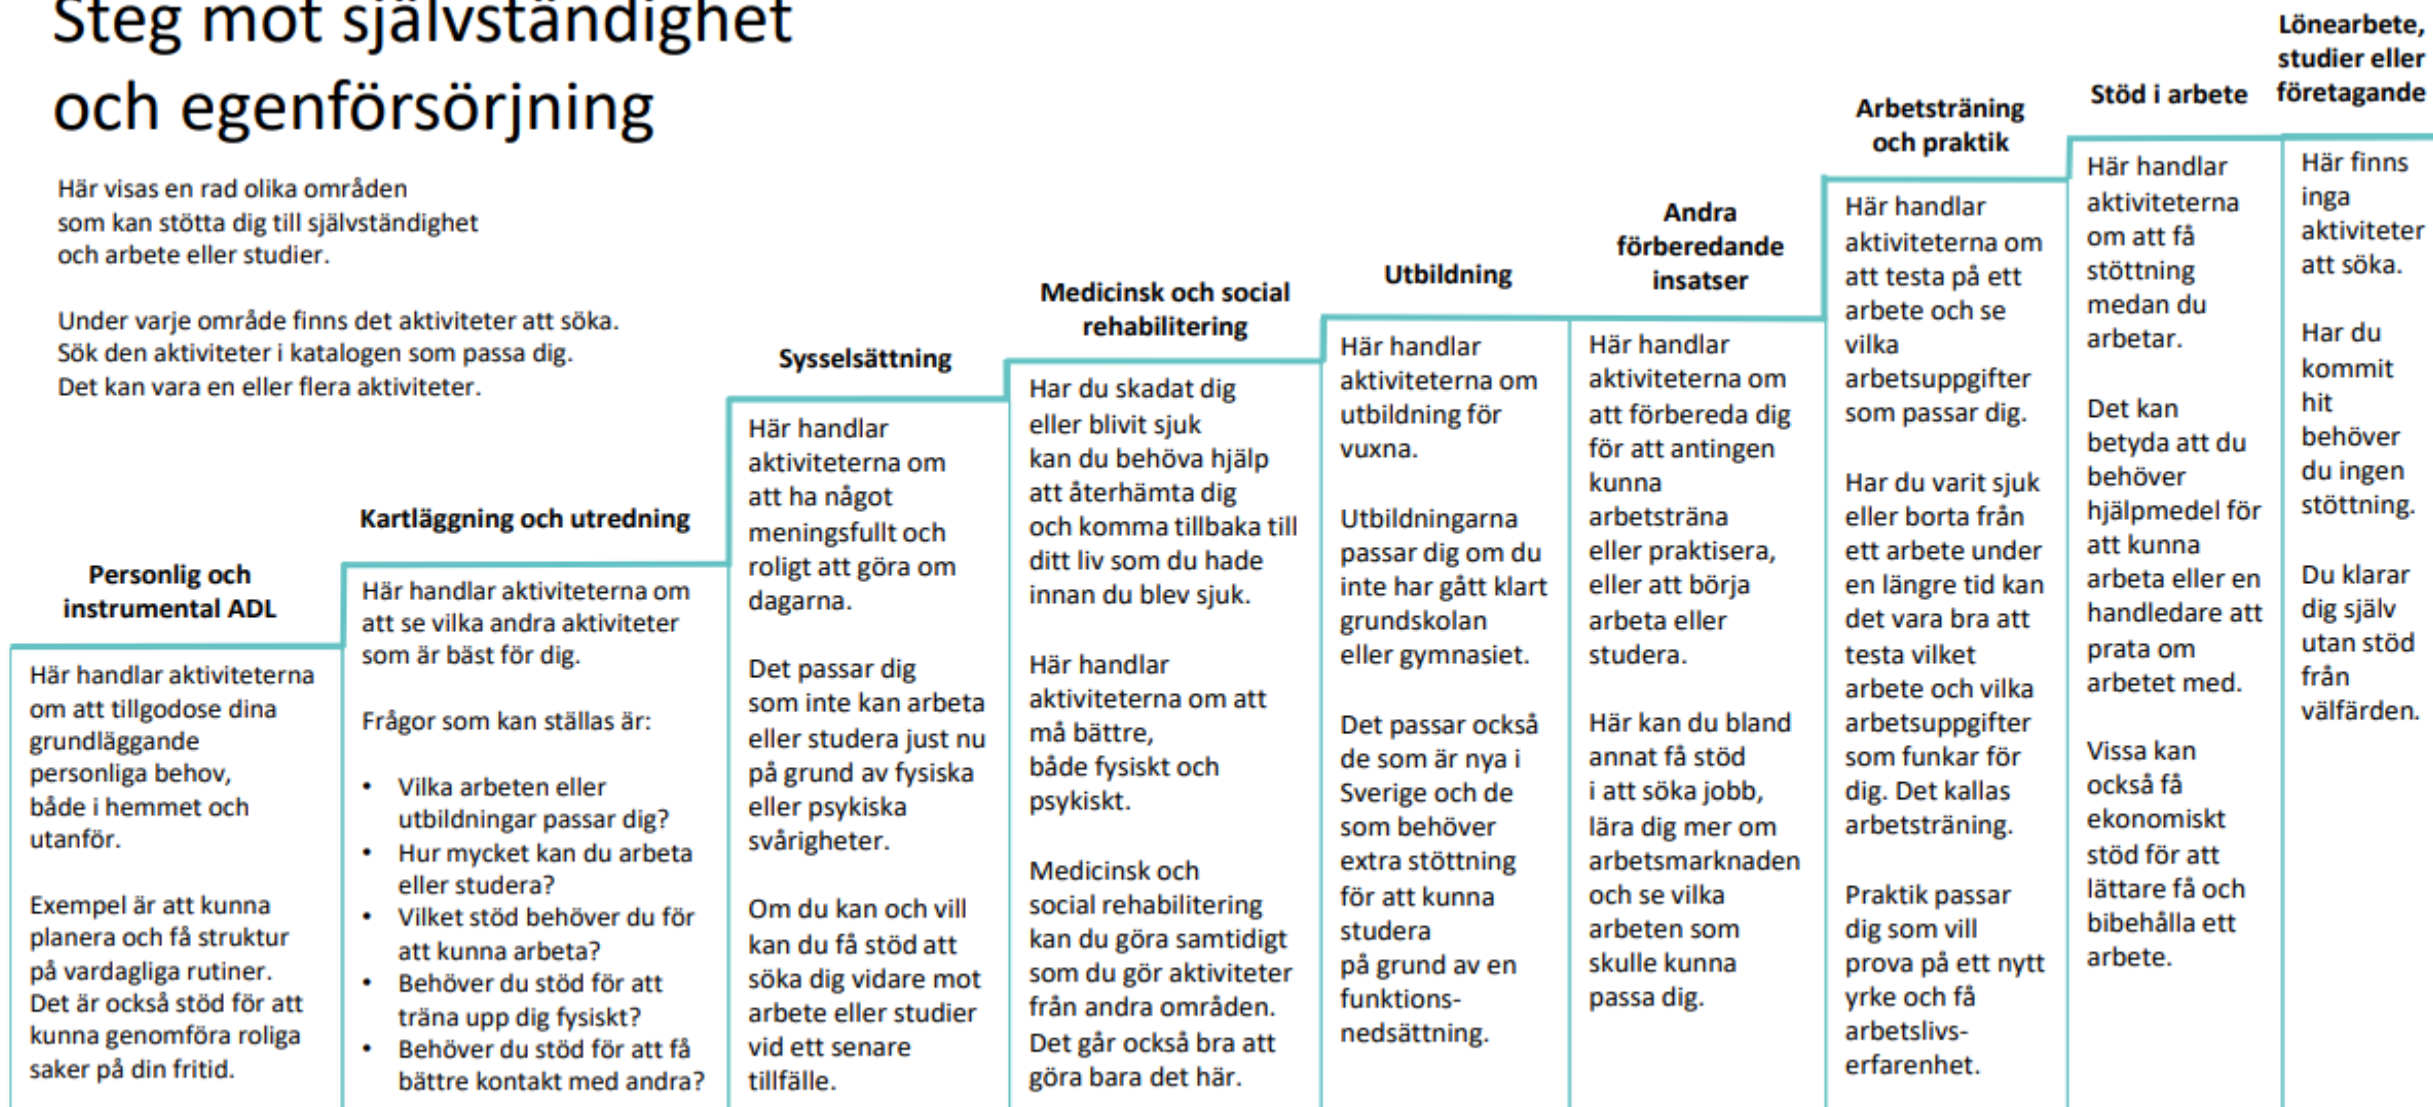 Steg mot självständighet
och egenförsörjning
Här visas en rad olika områden
som kan stötta dig till självständighet
och arbete eller studier.
Under varje område finns det aktiviteter att söka.
Sök den aktiviteter i katalogen som passa dig.
Det kan vara en eller flera aktiviteter.
Personlig och
instrumental ADL
Här handlar aktiviteterna
om att tillgodose dina
grundläggande
personliga behov,
både i hemmet och
utanför.
Exempel är att kunna
planera och få struktur
på vardagliga rutiner.
Det är också stöd för att
kunna genomföra roliga
saker på din fritid.
Kartläggning och utredning
Här handlar aktiviteterna om
att se vilka andra aktiviteter
som är bäst för dig.
Frågor som kan ställas är:
• Vilka arbeten eller
utbildningar passar dig?
• Hur mycket kan du arbeta
eller studera?
• Vilket stöd behöver du för
att kunna arbeta?
• Behöver du stöd för att
träna upp dig fysiskt?
• Behöver du stöd för att få
bättre kontakt med andra?
Sysselsättning
Här handlar
aktiviteterna om
att ha något
meningsfullt och
roligt att göra om
dagarna.
Det passar dig
som inte kan arbeta
eller studera just nu
på grund av fysiska
eller psykiska
svårigheter.
Om du kan och vill
kan du få stöd att
söka dig vidare mot
arbete eller studier
vid ett senare
tillfälle.
Medicinsk och social
rehabilitering
Har du skadat dig
eller blivit sjuk
kan du behöva hjälp
att återhämta dig
och komma tillbaka till
ditt liv som du hade
innan du blev sjuk.
Här handlar
aktiviteterna om att
må bättre,
både fysiskt och
psykiskt.
Medicinsk och
social rehabilitering
kan du göra samtidigt
som du gör aktiviteter
från andra områden.
Det går också bra att
göra bara det här.
Utbildning
Här handlar
aktiviteterna om
utbildning för
vuxna.
Utbildningarna
passar dig om du
inte har gått klart
grundskolan
eller gymnasiet.
Det passar också
de som är nya i
Sverige och de
som behöver
extra stöttning
för att kunna
studera
på grund av en
funktions-
nedsättning.
Andra
förberedande
insatser
Här handlar
aktiviteterna om
att förbereda dig
för att antingen
kunna
arbetsträna
eller praktisera,
eller att börja
arbeta eller
studera.
Här kan du bland
annat få stöd
i att söka jobb,
lära dig mer om
arbetsmarknaden
och se vilka
arbeten som
skulle kunna
passa dig.
Arbetsträning
och praktik
Här handlar
aktiviteterna om
att testa på ett
arbete och se
vilka
arbetsuppgifter
som passar dig.
Har du varit sjuk
eller borta från
ett arbete under
en längre tid kan
det vara bra att
testa vilket
arbete och vilka
arbetsuppgifter
som funkar för
dig. Det kallas
arbetsträning.
Praktik passar
dig som vill
prova på ett nytt
yrke och få
arbetslivs-
erfarenhet.
Stöd i arbete
Här handlar
aktiviteterna
om att få
stöttning
medan du
arbetar.
Det kan
betyda att du
behöver
hjälpmedel för
att kunna
arbeta eller en
handledare att
prata om
arbetet med.
Vissa kan
också få
ekonomiskt
stöd för att
lättare få och
bibehålla ett
arbete.
Lönearbete,
studier eller
företagande
Här finns
inga
aktiviteter
att söka.
Har du
kommit
hit
behöver
du ingen
stöttning.
Du klarar
dig själv
utan stöd
från
välfärden.